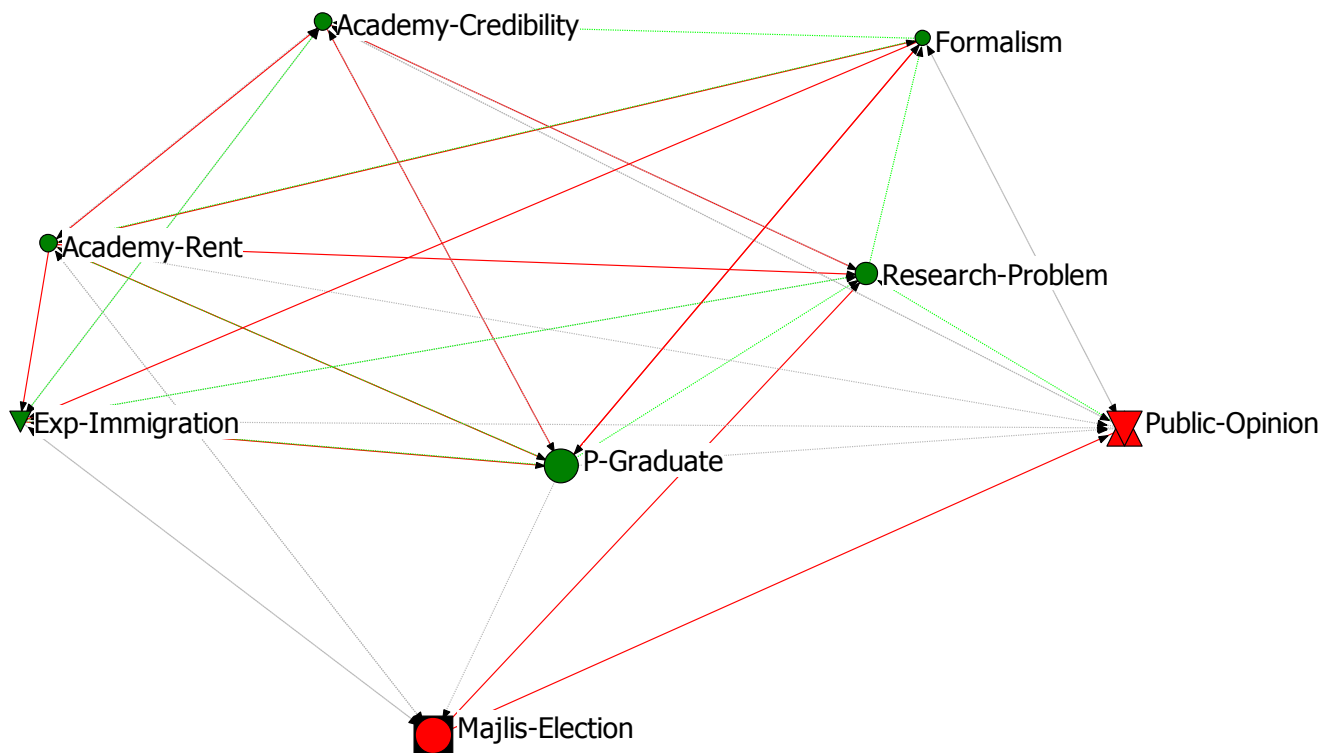 Academy-Credibility
Formalism
Academy-Rent
Research-Problem
Exp-Immigration
Public-Opinion
P-Graduate
Majlis-Election